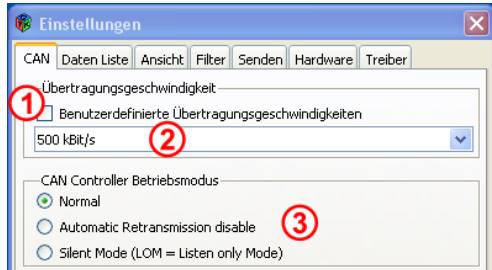 Einstellungen
CAN Daten Liste Ansicht Filter Senden Hardware Treiber
Übertragungsgeschwindigkeit
1
Benutzerdefinierte Übertragungsgeschwindigkeiten
500 kBit/s 2
CAN Controller Betriebsmodus
Normal
Automatic Retransmission disable 3
Silent Mode (LOM = Listen only Mode)